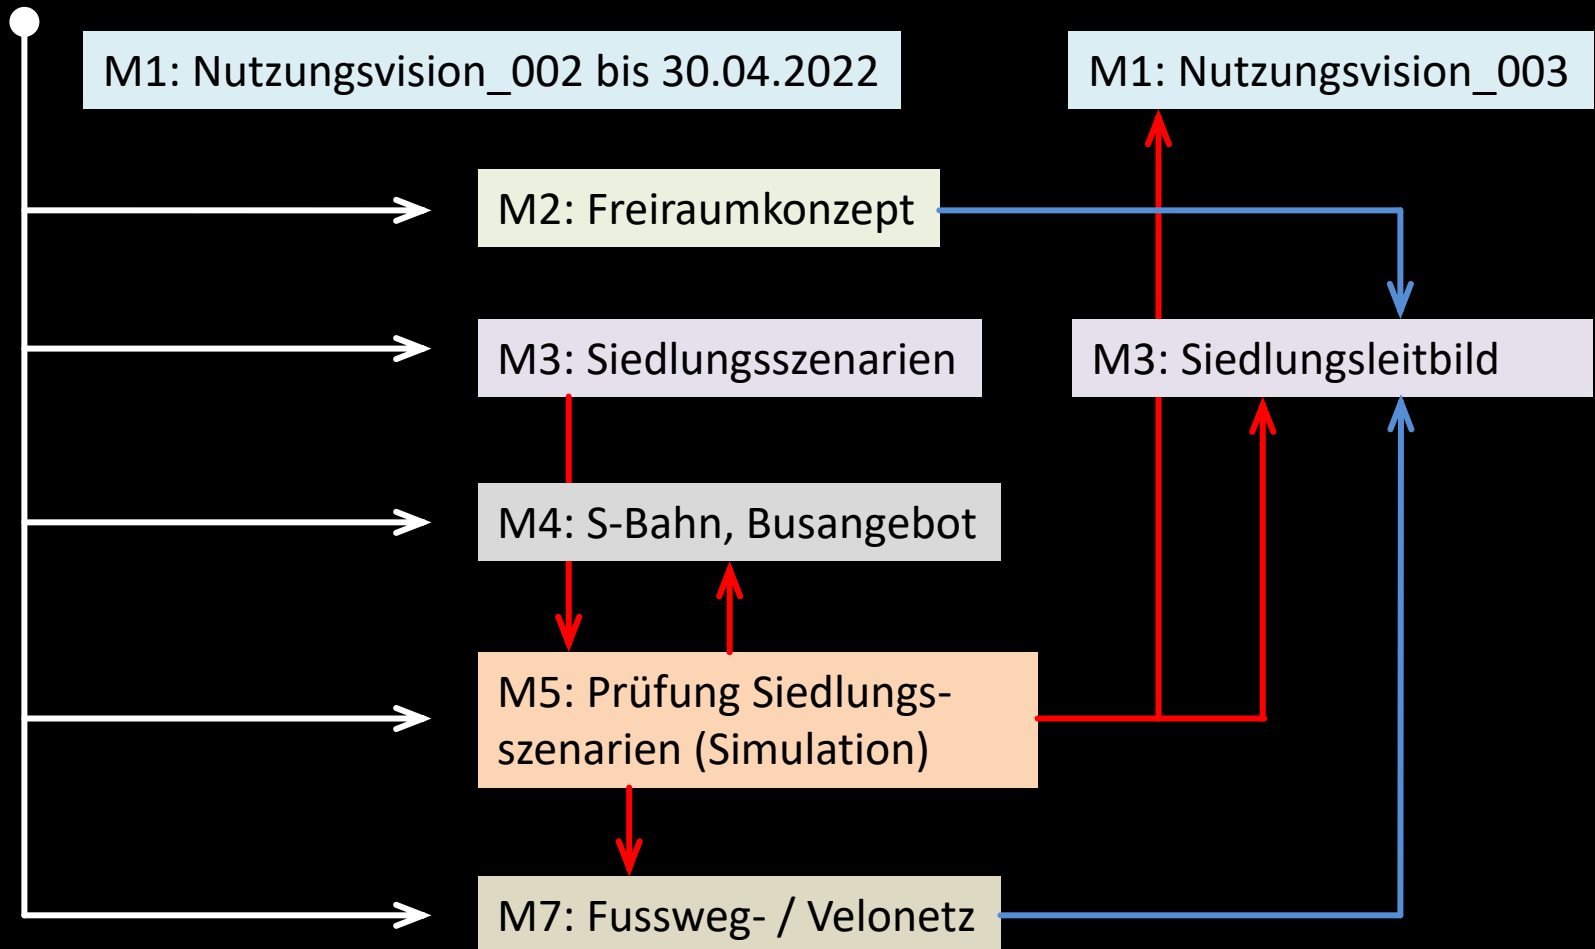 M1: Nutzungsvision_002 bis 30.04.2022
M1: Nutzungsvision_003
M2: Freiraumkonzept
M3: Siedlungsszenarien
M3: Siedlungsleitbild
M4: S-Bahn, Busangebot
M5: Prüfung Siedlungs-
szenarien (Simulation)
M7: Fussweg- / Velonetz